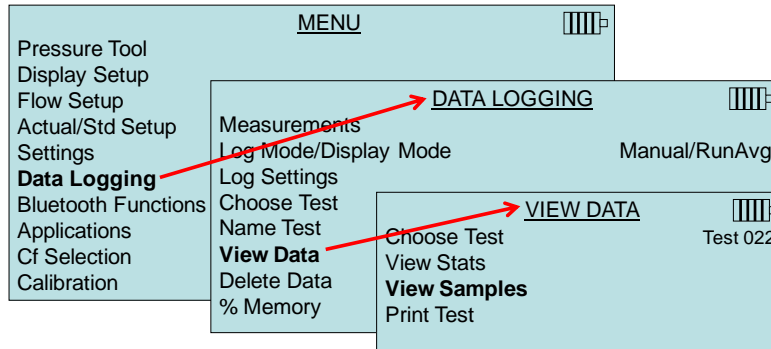 MENU
Pressure Tool
Display Setup
Flow Setup
Actual/Std Setup
Settings
Data Logging
Bluetooth Functions
Applications
Cf Selection
Calibration
DATA LOGGING
Measurements
Log Mode/Display Mode Manual/RunAvg
Log Settings
Choose Test
Name Test
View Data
Delete Data
% Memory
VIEW DATA
Choose Test Test 022
View Stats
View Samples
Print Test